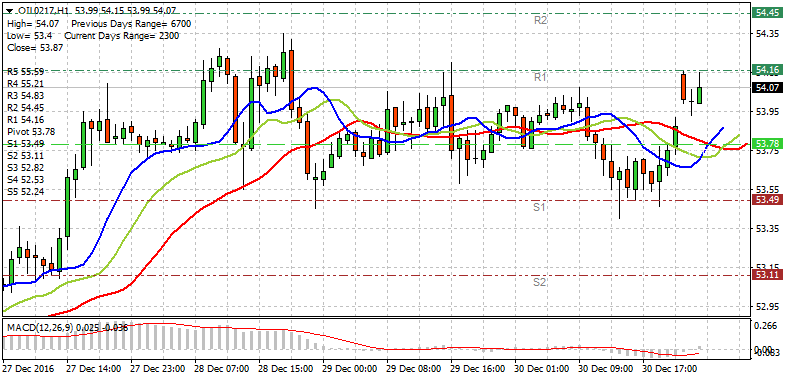 OIL0217,H1 53.99 54.15 53.99 54.07
High= 54.07 Previous Days Range= 6700
Low= 53.4 Current Days Range= 2300
Close= 53.87
R5 55.59
R4 55.21
R3 54.83
R2 54.45
R1 54.16
Pivot 53.78
S1 53.49
S2 53.11
S3 52.82
S4 52.53
S5 52.24
R2
R1
S1
S2
54.45
54.35
54.16
54.07
53.95
53.78
53.75
53.55
53.49
53.35
53.15
53.11
52.95
MACD(12,26,9) 0.025 -0.036
0.266
0.00
-0.083
27 Dec 2016
27 Dec 14:00
27 Dec 23:00
28 Dec 07:00
28 Dec 16:00
29 Dec 00:00
29 Dec 08:00
29 Dec 16:00
30 Dec 01:00
30 Dec 09:00
30 Dec 17:00